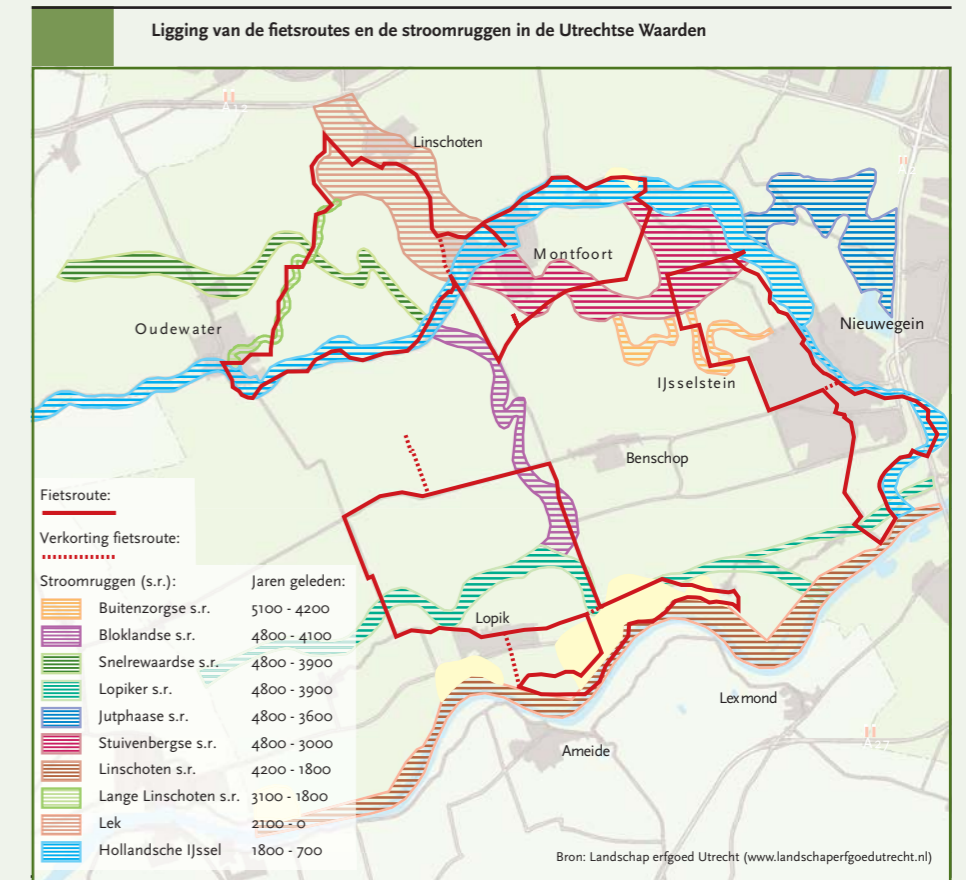 Ligging van de fietsroutes en de stroomruggen in de Utrechtse Waarden
A12
A2
Linschoten
Montfoort
Oudewater
Nieuwegein
IJsselstein
Benschop
Lopik
Lexmond
Ameide
A27
Fietsroute:
Verkorting fietsroute:
Stroomruggen (s.r.): Jaren geleden:
Buitenzorgse s.r. 5100 - 4200
Bloklandse s.r. 4800 - 4100
Snelrewaardse s.r. 4800 - 3900
Lopiker s.r. 4800 - 3900
Jutphaase s.r. 4800 - 3600
Stuivenbergse s.r. 4800 - 3000
Linschoten s.r. 4200 - 1800
Lange Linschoten s.r. 3100 - 1800
Lek 2100 - 0
Hollandsche IJssel 1800 - 700
Bron: Landschap erfgoed Utrecht (www.landschaperfgoedutrecht.nl)